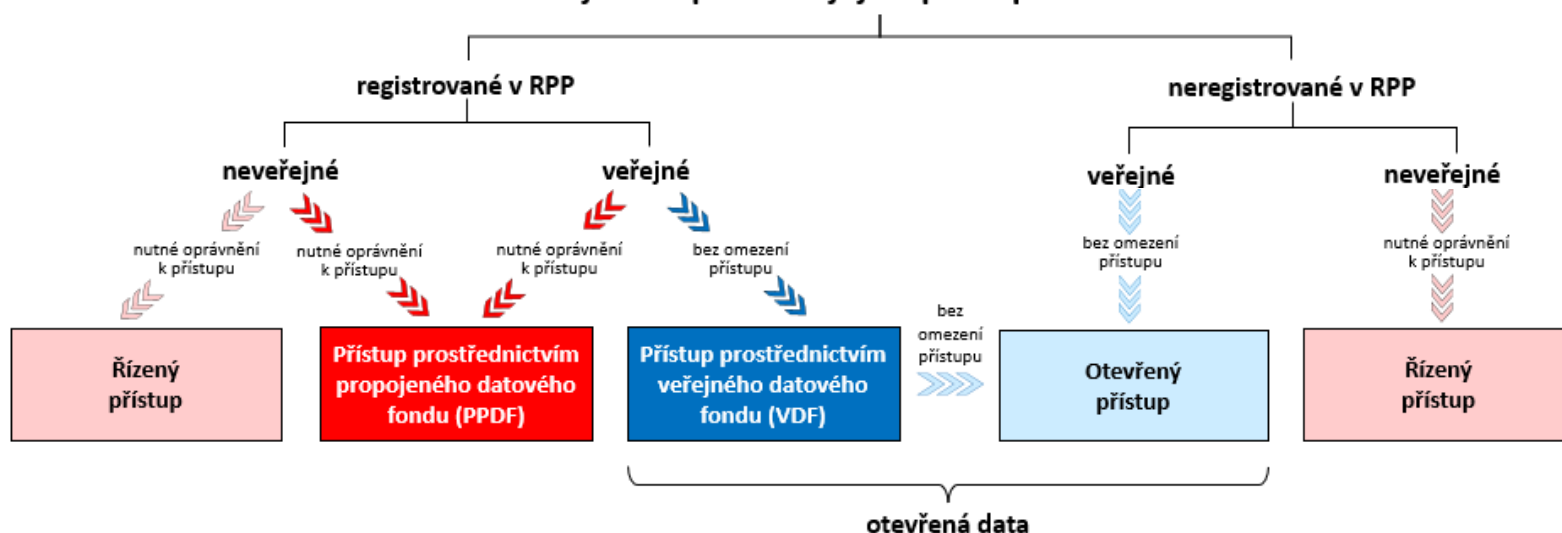 registrované v RPP
neregistrované v RPP
neveřejné
veřejné
veřejné
neveřejné
nutné oprávnění
k přístupu
nutné oprávnění
k přístupu
nutné oprávnění
k přístupu
bez omezení
přístupu
bez omezení
přístupu
nutné oprávnění
k přístupu
bez
omezení
přístupu
Řízený
přístup
Přístup prostřednictvím
propojeného datového
fondu (PPDF)
Přístup prostřednictvím
veřejného datového
fondu (VDF)
Otevřený
přístup
Řízený
přístup
otevřená data